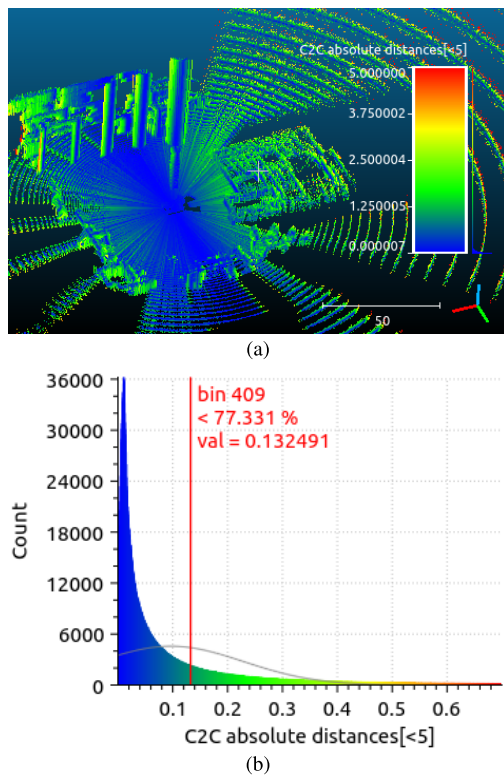 C2C absolute distances[<5]
5.000000
3.750002
2.500004
1.250005
0.000007
50
(a)
36000
30000
24000
18000
12000
6000
0
Count
bin 409
< 77.331 %
val = 0.132491
0.1 0.2 0.3 0.4 0.5 0.6
C2C absolute distances[<5]
(b)